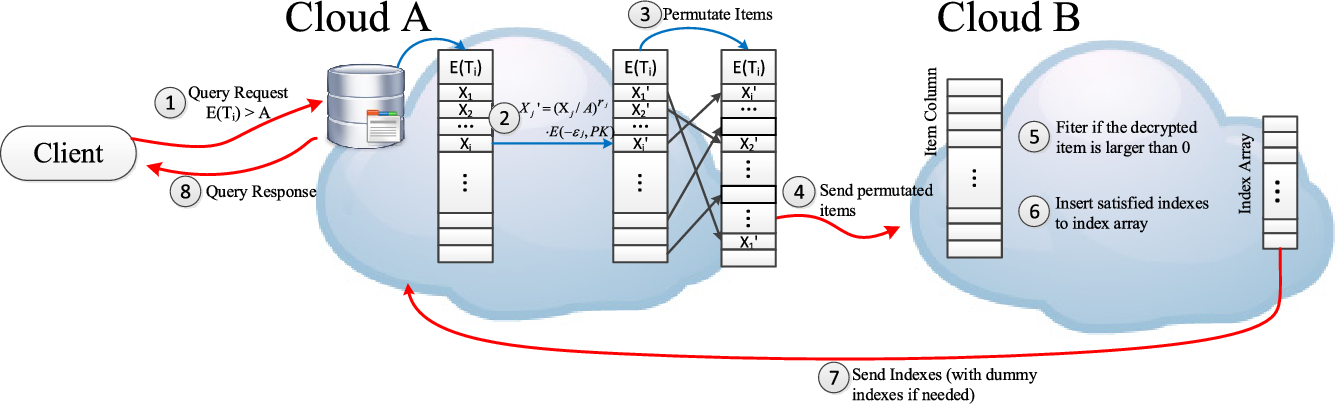 Cloud A
Cloud B
3 Permutate Items
E(Tᵢ)
X₁
X₂
...
Xᵢ
⋮
E(Tᵢ)
X₁'
X₂'
...
Xᵢ'
⋮
E(Tᵢ)
Xᵢ'
...
X₂'
⋮
⋮
X₁'
1 Query Request
E(Tᵢ) > A
2 Xⱼ' = (Xⱼ / A)^rⱼ
·E(−εⱼ, PK)
Client
8 Query Response
4 Send permutated
items
Item Column
⋮
5 Fiter if the decrypted
item is larger than 0
6 Insert satisfied indexes
to index array
Index Array
⋮
7 Send Indexes (with dummy
indexes if needed)